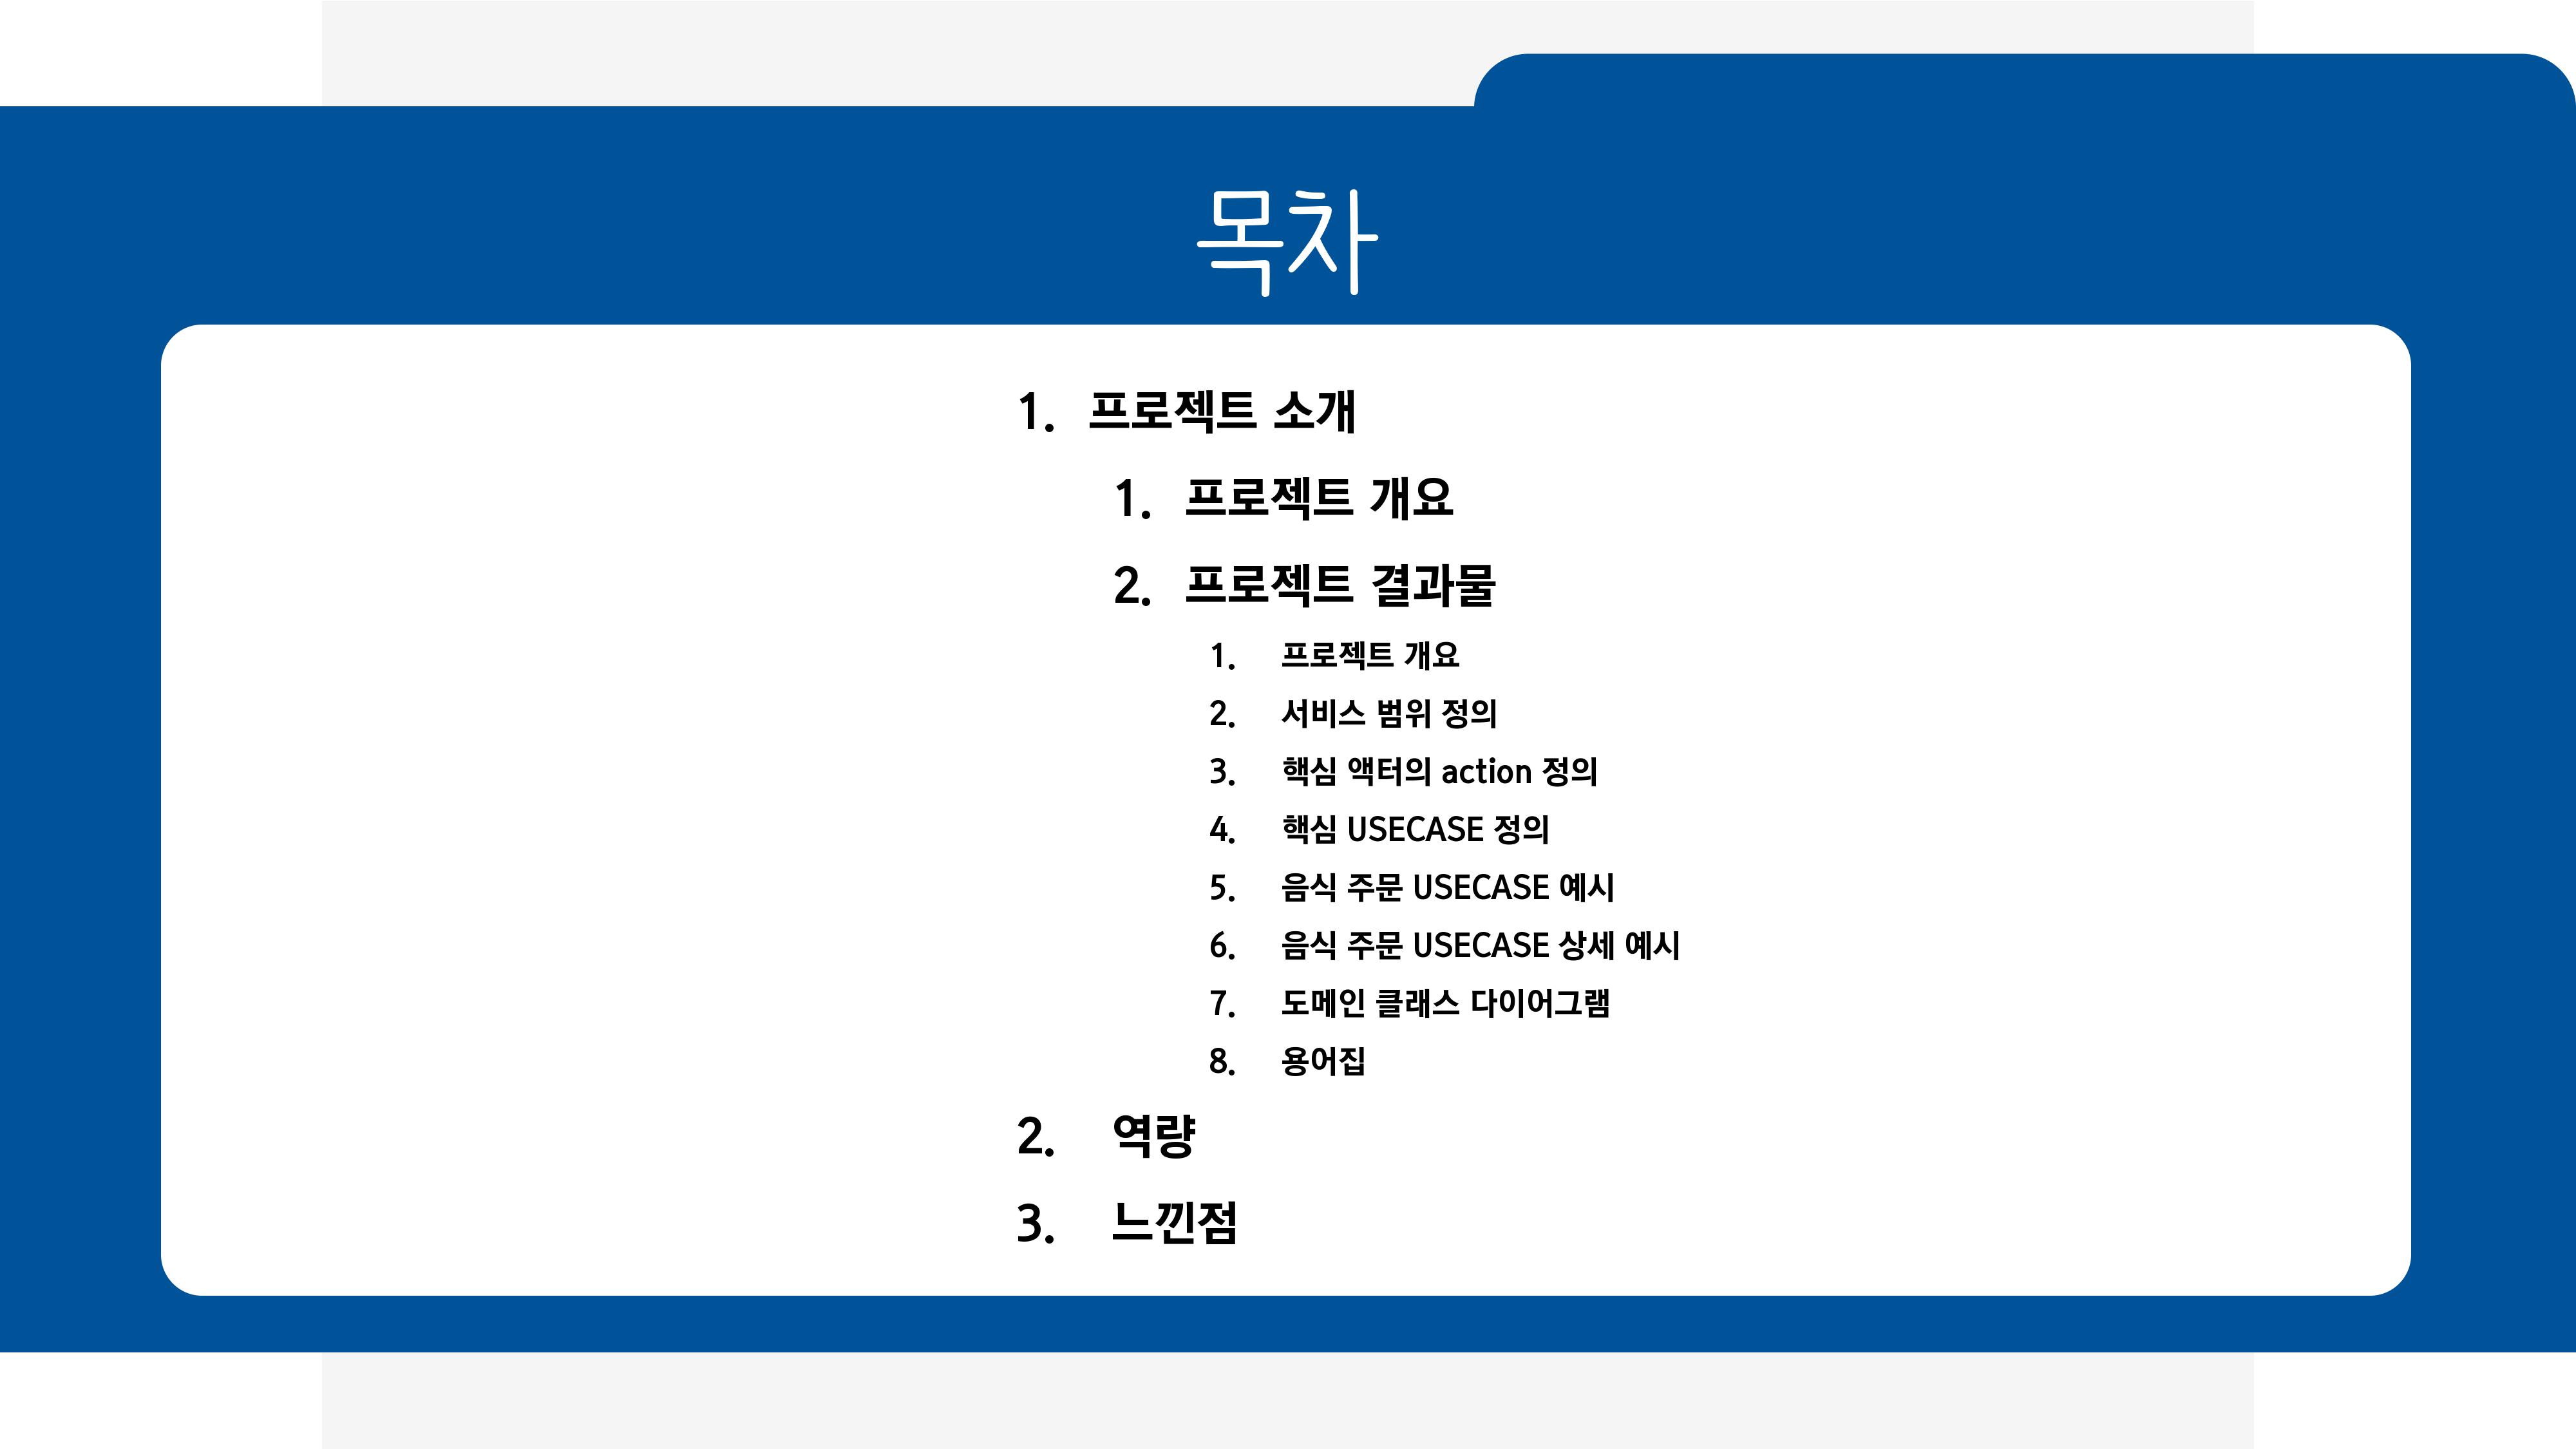 목차
1. 프로젝트 소개
1. 프로젝트 개요
2. 프로젝트 결과물
1. 프로젝트 개요
2. 서비스 범위 정의
3. 핵심 액터의 action 정의
4. 핵심 USECASE 정의
5. 음식 주문 USECASE 예시
6. 음식 주문 USECASE 상세 예시
7. 도메인 클래스 다이어그램
8. 용어집
2. 역량
3. 느낀점